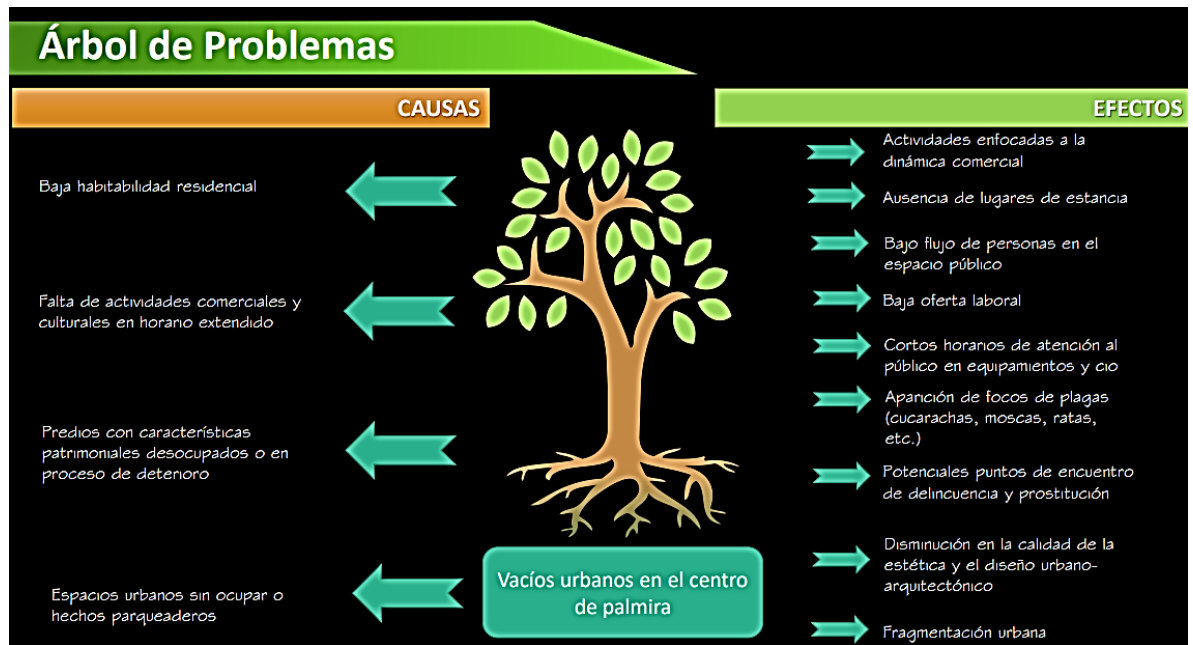 Árbol de Problemas
CAUSAS
Baja habitabilidad residencial
Falta de actividades comerciales y
culturales en horario extendido
Predios con características
patrimoniales desocupados o en
proceso de deterioro
Espacios urbanos sin ocupar o
hechos parqueaderos
Vacíos urbanos en el centro
de palmira
EFECTOS
Actividades enfocadas a la
dinámica comercial
Ausencia de lugares de estancia
Bajo flujo de personas en el
espacio público
Baja oferta laboral
Cortos horarios de atención al
público en equipamientos y cio
Aparición de focos de plagas
(cucarachas, moscas, ratas,
etc.)
Potenciales puntos de encuentro
de delincuencia y prostitución
Disminución en la calidad de la
estética y el diseño urbano-
arquitectónico
Fragmentación urbana